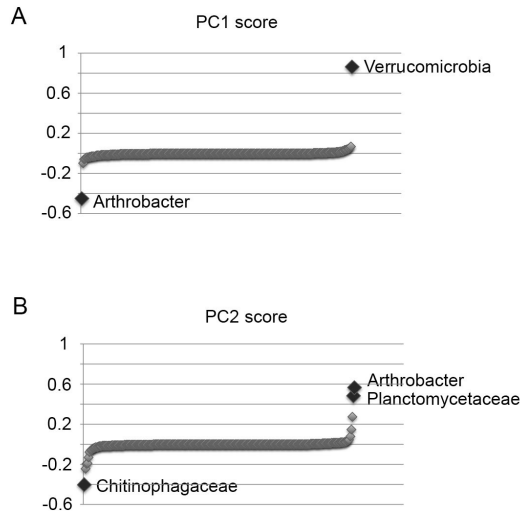 A
PC1 score
1
0.6
0.2
-0.2
-0.6
Verrucomicrobia
Arthrobacter
B
PC2 score
1
0.6
0.2
-0.2
-0.6
Arthrobacter
Planctomycetaceae
Chitinophagaceae